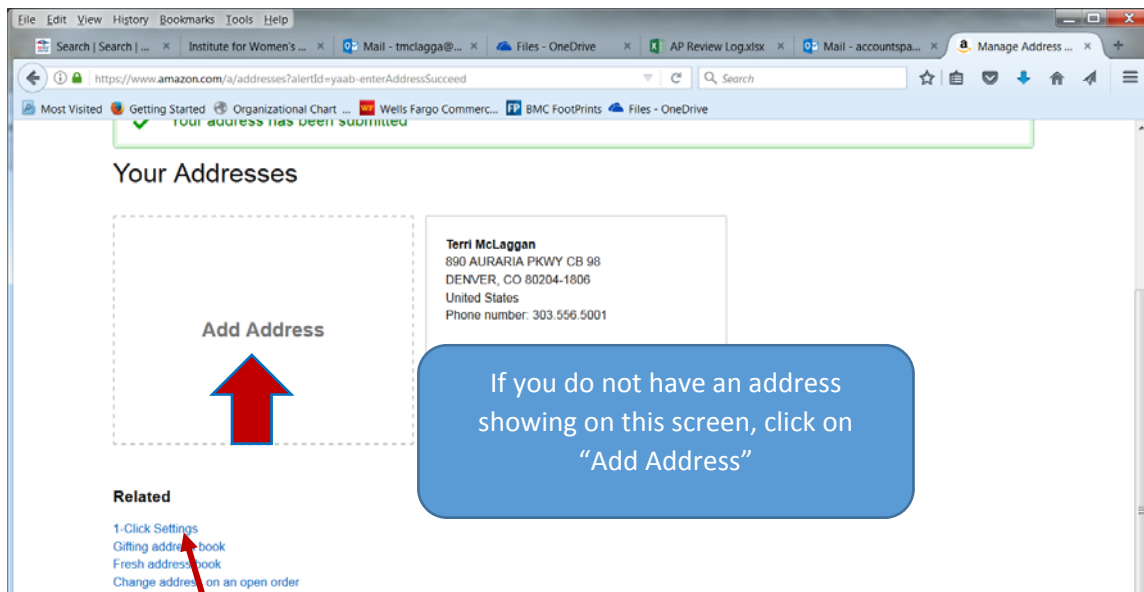 File Edit View History Bookmarks Tools Help
Search | Search | ... × Institute for Women's ... × Mail - tmclagga@... × Files - OneDrive × AP Review Log.xlsx × Mail - accountspa... × Manage Address ... × +
https://www.amazon.com/a/addresses?alertId=yaab-enterAddressSucceed Search
Most Visited Getting Started Organizational Chart ... WF Wells Fargo Commerc... FP BMC FootPrints Files - OneDrive
Your address has been submitted
Your Addresses
Add Address
Terri McLaggan
890 AURARIA PKWY CB 98
DENVER, CO 80204-1806
United States
Phone number: 303.556.5001
If you do not have an address
showing on this screen, click on
“Add Address”
Related
1-Click Settings
Gifting address book
Fresh address book
Change address on an open order